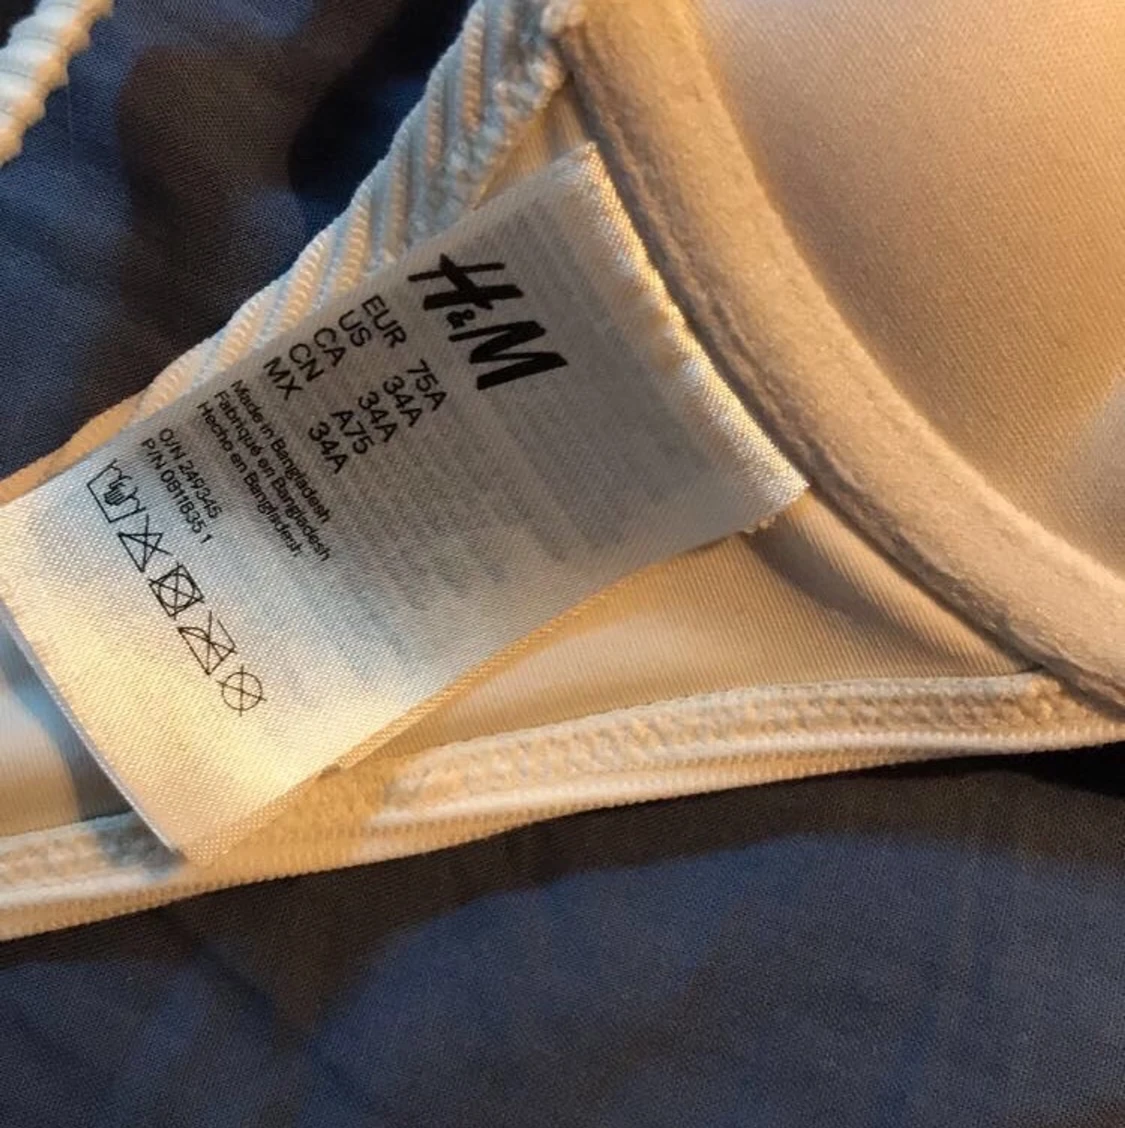 H&M
EUR 75A
US 34A
CA 34A
CN A75
MX 34A
Made in Bangladesh
Fabriqué en Bangladesh
Hecho en Bangladesh
O/N 249345
P/N 0811835 1